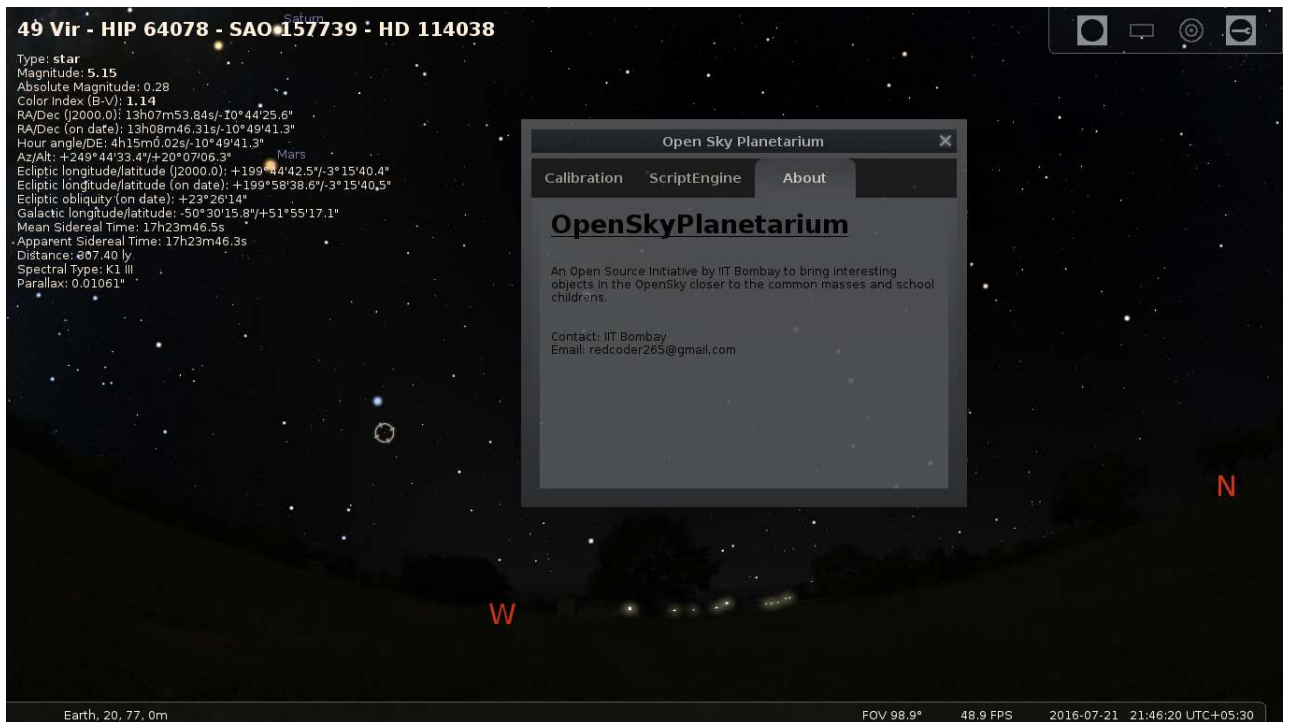 49 Vir - HIP 64078 - SAO 157739 - HD 114038
Saturn
Type: star
Magnitude: 5.15
Absolute Magnitude: 0.28
Color Index (B-V): 1.14
RA/Dec (J2000.0): 13h07m53.84s/-10°44'25.6"
RA/Dec (on date): 13h08m46.31s/-10°49'41.3"
Hour angle/DE: 4h15m0.02s/-10°49'41.3"
Az/Alt: +249°44'33.4"/+20°07'06.3"
Mars
Ecliptic longitude/latitude (J2000.0): +199°44'42.5"/-3°15'40.4"
Ecliptic longitude/latitude (on date): +199°58'38.6"/-3°15'40.5"
Ecliptic obliquity (on date): +23°26'14"
Galactic longitude/latitude: -50°30'15.8"/+51°55'17.1"
Mean Sidereal Time: 17h23m46.5s
Apparent Sidereal Time: 17h23m46.3s
Distance: 307.40 ly
Spectral Type: K1 III
Parallax: 0.01061"
Open Sky Planetarium
Calibration ScriptEngine About
OpenSkyPlanetarium
An Open Source Initiative by IIT Bombay to bring interesting
objects in the OpenSky closer to the common masses and school
childrens.
Contact: IIT Bombay
Email: redcoder265@gmail.com
N
W
Earth, 20, 77, 0m
FOV 98.9° 48.9 FPS 2016-07-21 21:46:20 UTC+05:30